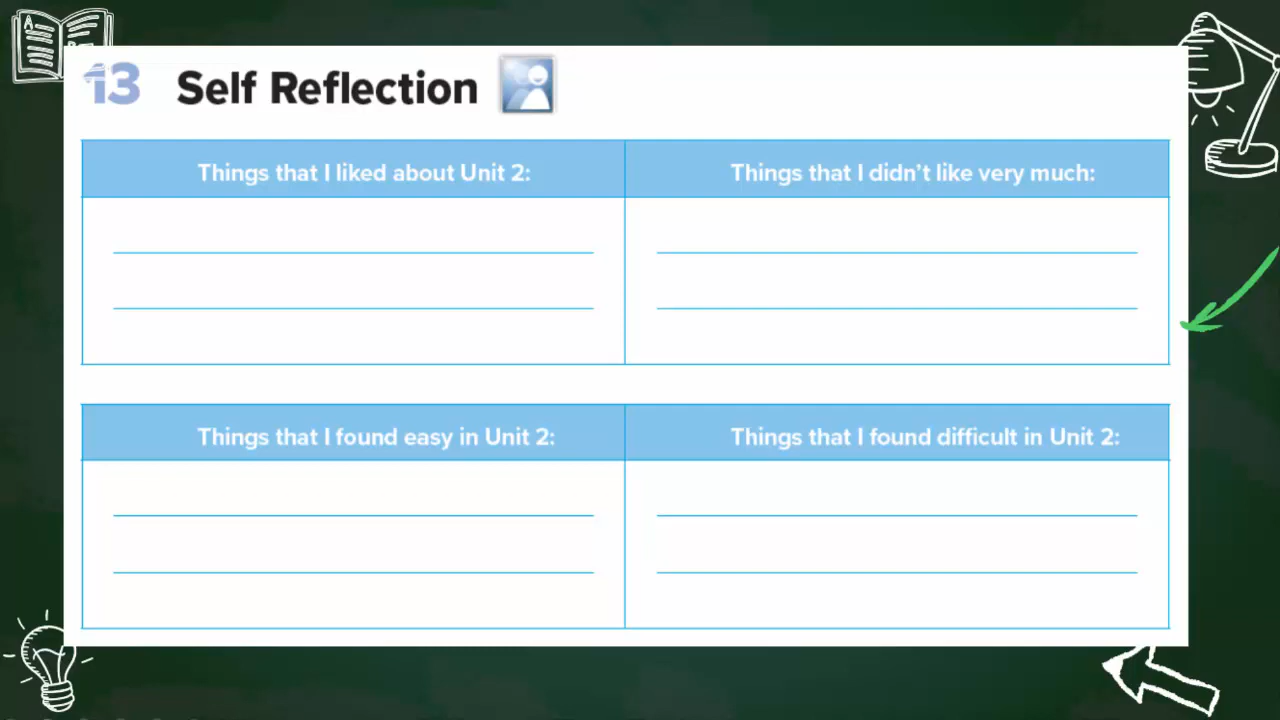 13 Self Reflection
Things that I liked about Unit 2:
Things that I didn't like very much:
Things that I found easy in Unit 2:
Things that I found difficult in Unit 2: